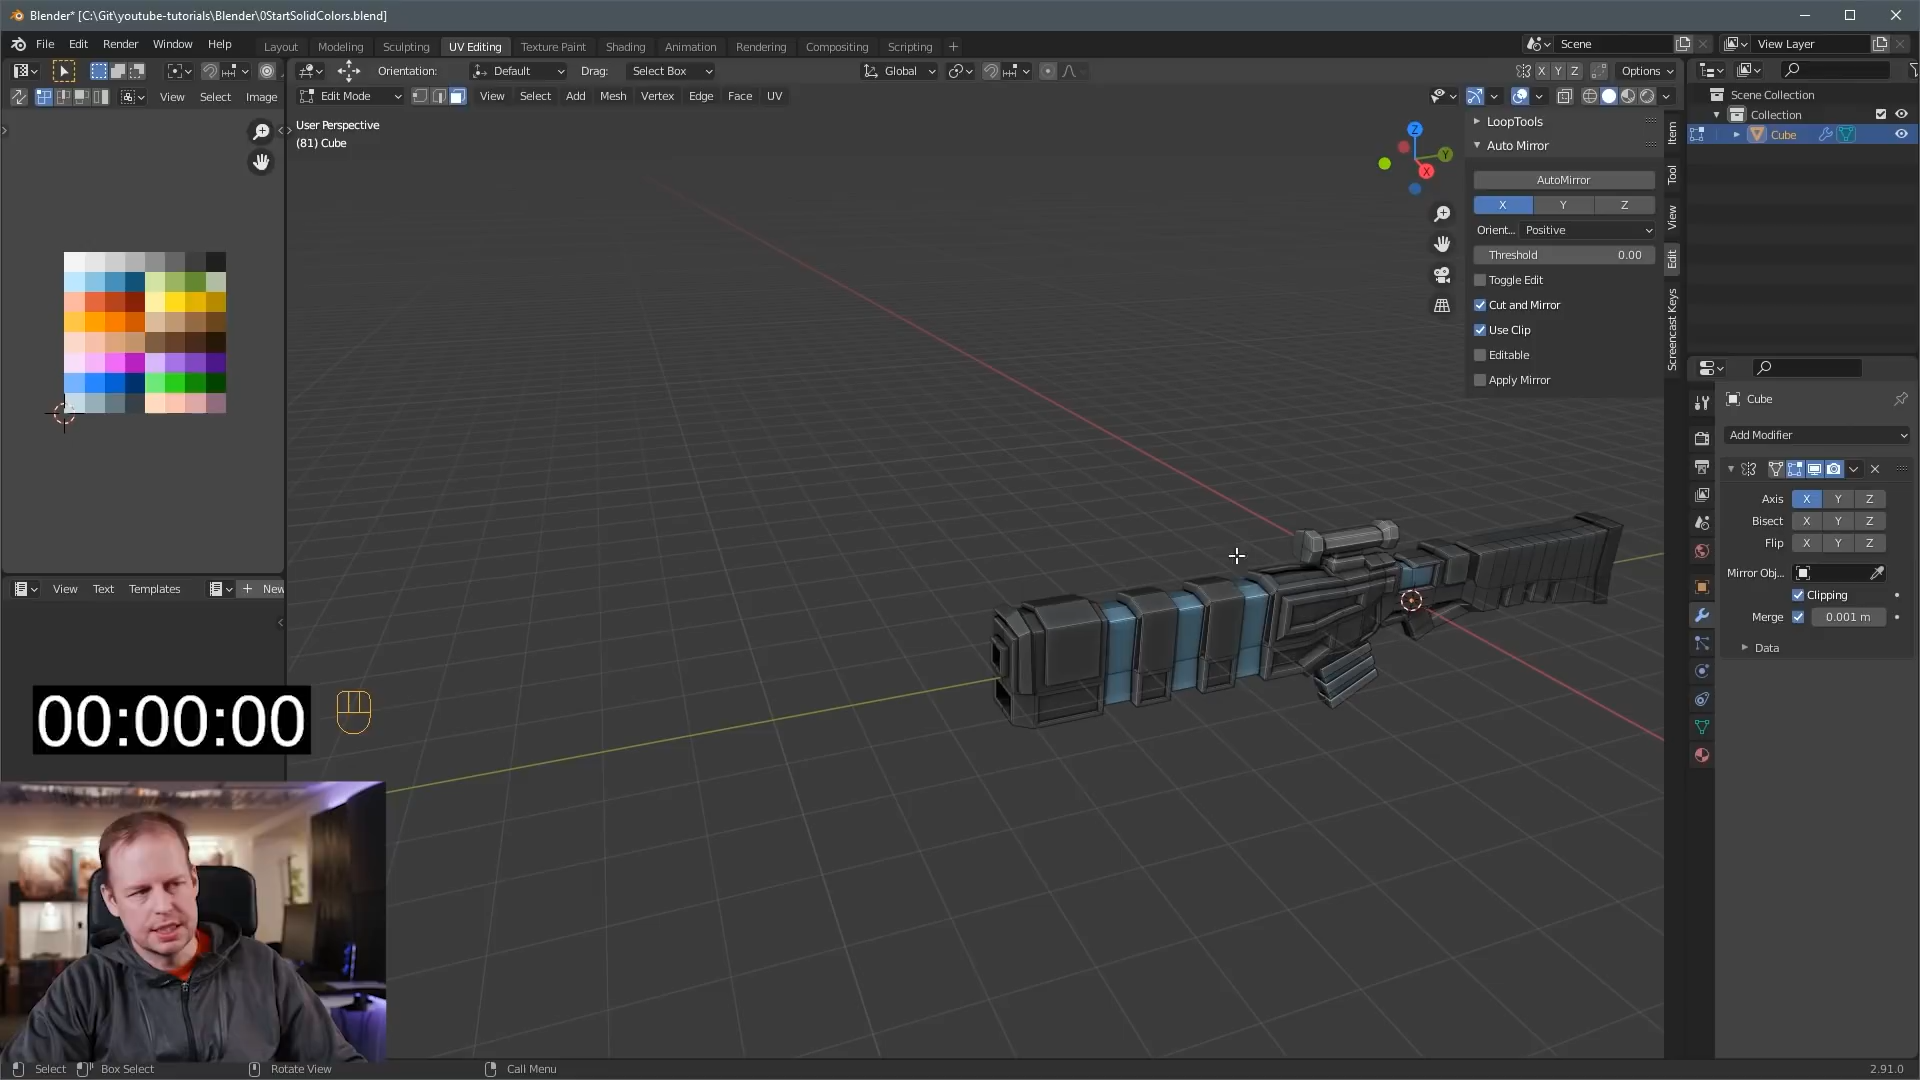 Blender* [C:\Git\youtube-tutorials\Blender\0StartSolidColors.blend]
File Edit Render Window Help Layout Modeling Sculpting UV Editing Texture Paint Shading Animation Rendering Compositing Scripting + Scene View Layer
Orientation: Default Drag: Select Box Global X Y Z Options
View Select Image Edit Mode View Select Add Mesh Vertex Edge Face UV
Scene Collection
Collection
Cube
User Perspective
(81) Cube
Z
Y
X
LoopTools
Auto Mirror
AutoMirror
X Y Z
Orient... Positive
Threshold 0.00
Toggle Edit
Cut and Mirror
Use Clip
Editable
Apply Mirror
Item
Tool
View
Edit
Screencast Keys
Cube
Add Modifier
Axis X Y Z
Bisect X Y Z
Flip X Y Z
Mirror Obj...
Clipping
Merge 0.001 m
Data
View Text Templates + New
00:00:00
Select Box Select Rotate View Call Menu 2.91.0